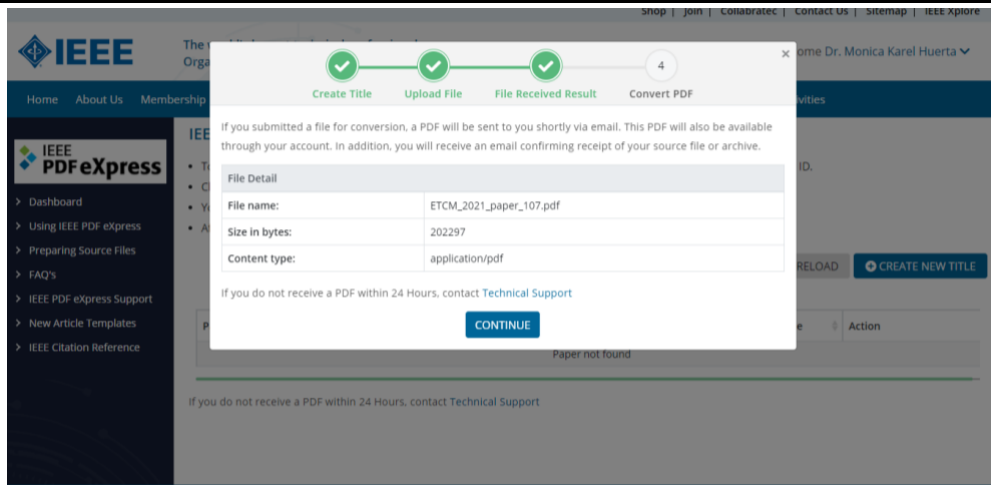 Shop | Join | Collabratec | Contact Us | Sitemap | IEEE Xplore
IEEE
The
Orga
ome Dr. Monica Karel Huerta
Home About Us Membership
ivities
IEEE
PDF eXpress
> Dashboard
> Using IEEE PDF eXpress
> Preparing Source Files
> FAQ's
> IEEE PDF eXpress Support
> New Article Templates
> IEEE Citation Reference
IEE
ID.
4
×
Create Title Upload File File Received Result Convert PDF
If you submitted a file for conversion, a PDF will be sent to you shortly via email. This PDF will also be available
through your account. In addition, you will receive an email confirming receipt of your source file or archive.
File Detail
File name: ETCM_2021_paper_107.pdf
Size in bytes: 202297
Content type: application/pdf
If you do not receive a PDF within 24 Hours, contact Technical Support
CONTINUE
RELOAD CREATE NEW TITLE
P
e Action
Paper not found
If you do not receive a PDF within 24 Hours, contact Technical Support